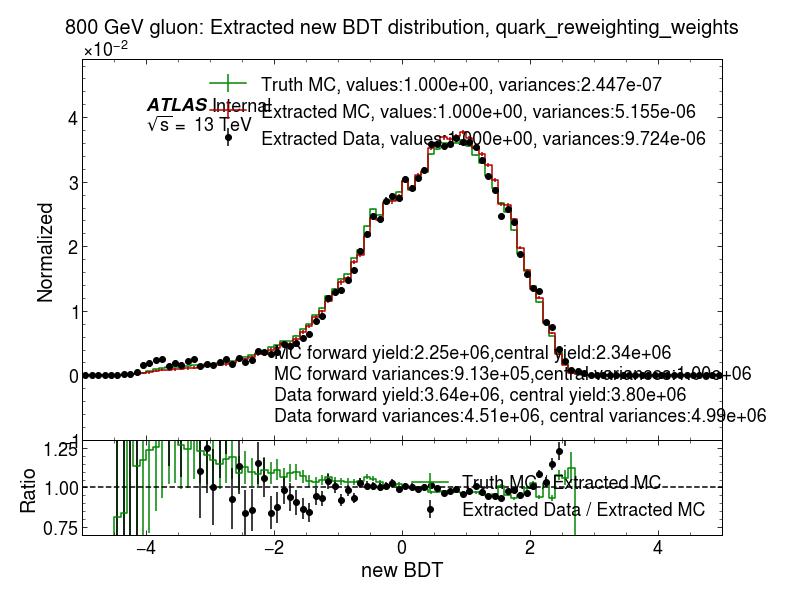 800 GeV gluon: Extracted new BDT distribution, quark_reweighting_weights
×10−2
Truth MC, values:1.000e+00, variances:2.447e-07
ATLAS Internal
Extracted MC, values:1.000e+00, variances:5.155e-06
√s = 13 TeV
Extracted Data, values:1.000e+00, variances:9.724e-06
4
3
2
1
0
Normalized
MC forward yield:2.25e+06,central yield:2.34e+06
MC forward variances:9.13e+05,central variances:1.00e+06
Data forward yield:3.64e+06, central yield:3.80e+06
Data forward variances:4.51e+06, central variances:4.99e+06
1.25
1.00
0.75
Ratio
Truth MC / Extracted MC
Extracted Data / Extracted MC
−4 −2 0 2 4
new BDT